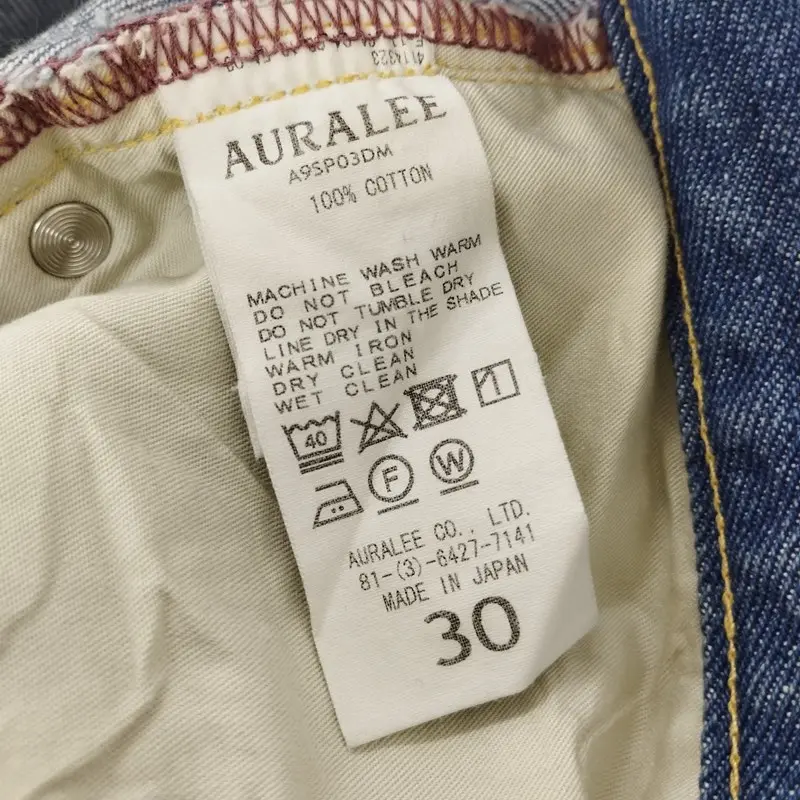 4114323
AURALEE
A9SP03DM
100% COTTON
MACHINE WASH WARM
DO NOT BLEACH
DO NOT TUMBLE DRY
LINE DRY IN THE SHADE
WARM IRON
DRY CLEAN
WET CLEAN
40
F W
AURALEE CO., LTD.
81-(3)-6427-7141
MADE IN JAPAN
30